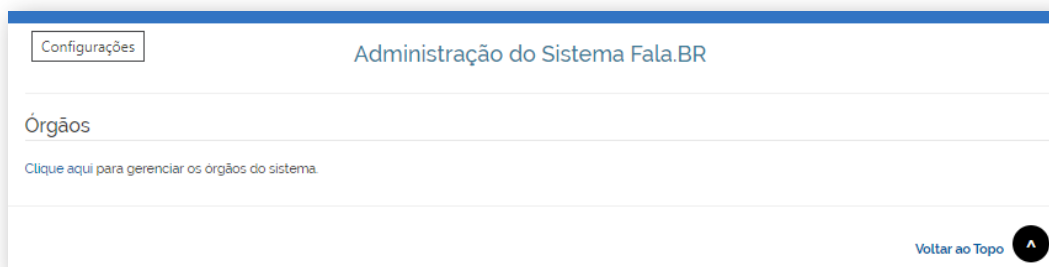 Configurações
Administração do Sistema Fala.BR
Órgãos
Clique aqui para gerenciar os órgãos do sistema.
Voltar ao Topo ^